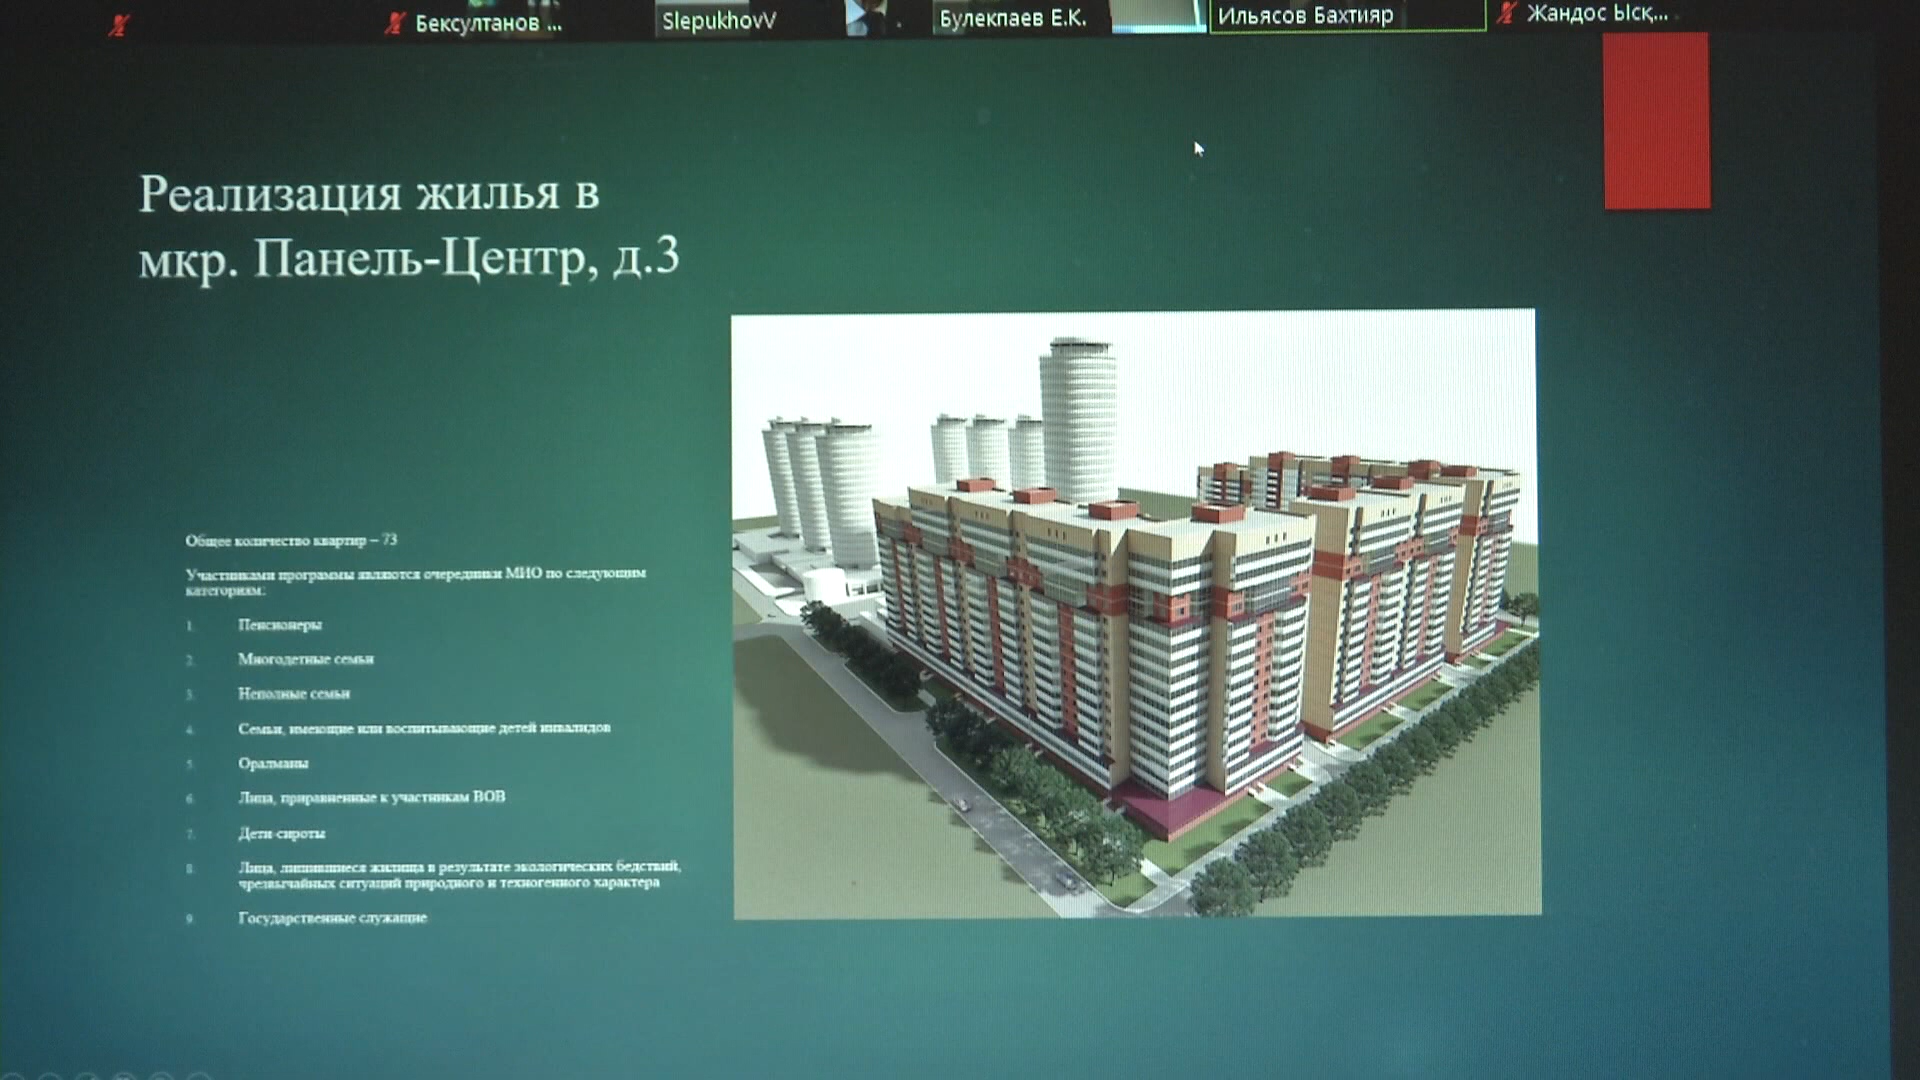 Бексултанов ...
SlepukhovV
Булекпаев Е.К.
Ильясов Бахтияр
Жандос Ысқ...
Реализация жилья в
мкр. Панель-Центр, д.3
Общее количество квартир – 73
Участниками программы являются очередники МИО по следующим
категориям:
1. Пенсионеры
2. Многодетные семьи
3. Неполные семьи
4. Семьи, имеющие или воспитывающие детей инвалидов
5. Оралманы
6. Лица, приравненные к участникам ВОВ
7. Дети-сироты
8. Лица, лишившиеся жилища в результате экологических бедствий,
чрезвычайных ситуаций природного и техногенного характера
9. Государственные служащие